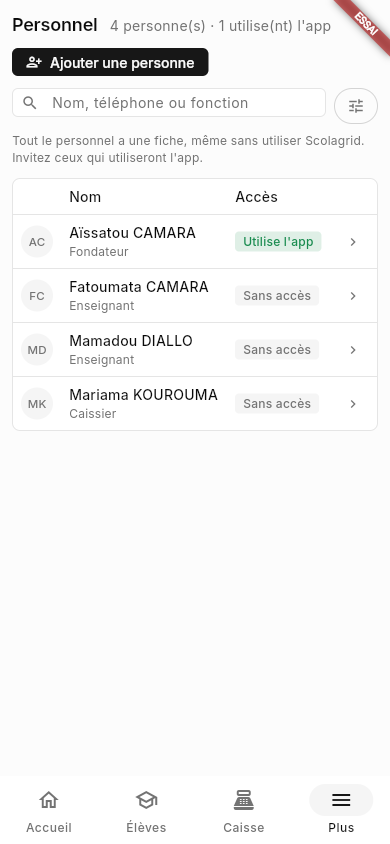 Personnel 4 personne(s) · 1 utilise(nt) l'app
ESSAI
Ajouter une personne
Nom, téléphone ou fonction
Tout le personnel a une fiche, même sans utiliser Scolagrid.
Invitez ceux qui utiliseront l'app.
Nom Accès
AC Aïssatou CAMARA Utilise l'app
Fondateur
FC Fatoumata CAMARA Sans accès
Enseignant
MD Mamadou DIALLO Sans accès
Enseignant
MK Mariama KOUROUMA Sans accès
Caissier
Accueil Élèves Caisse Plus